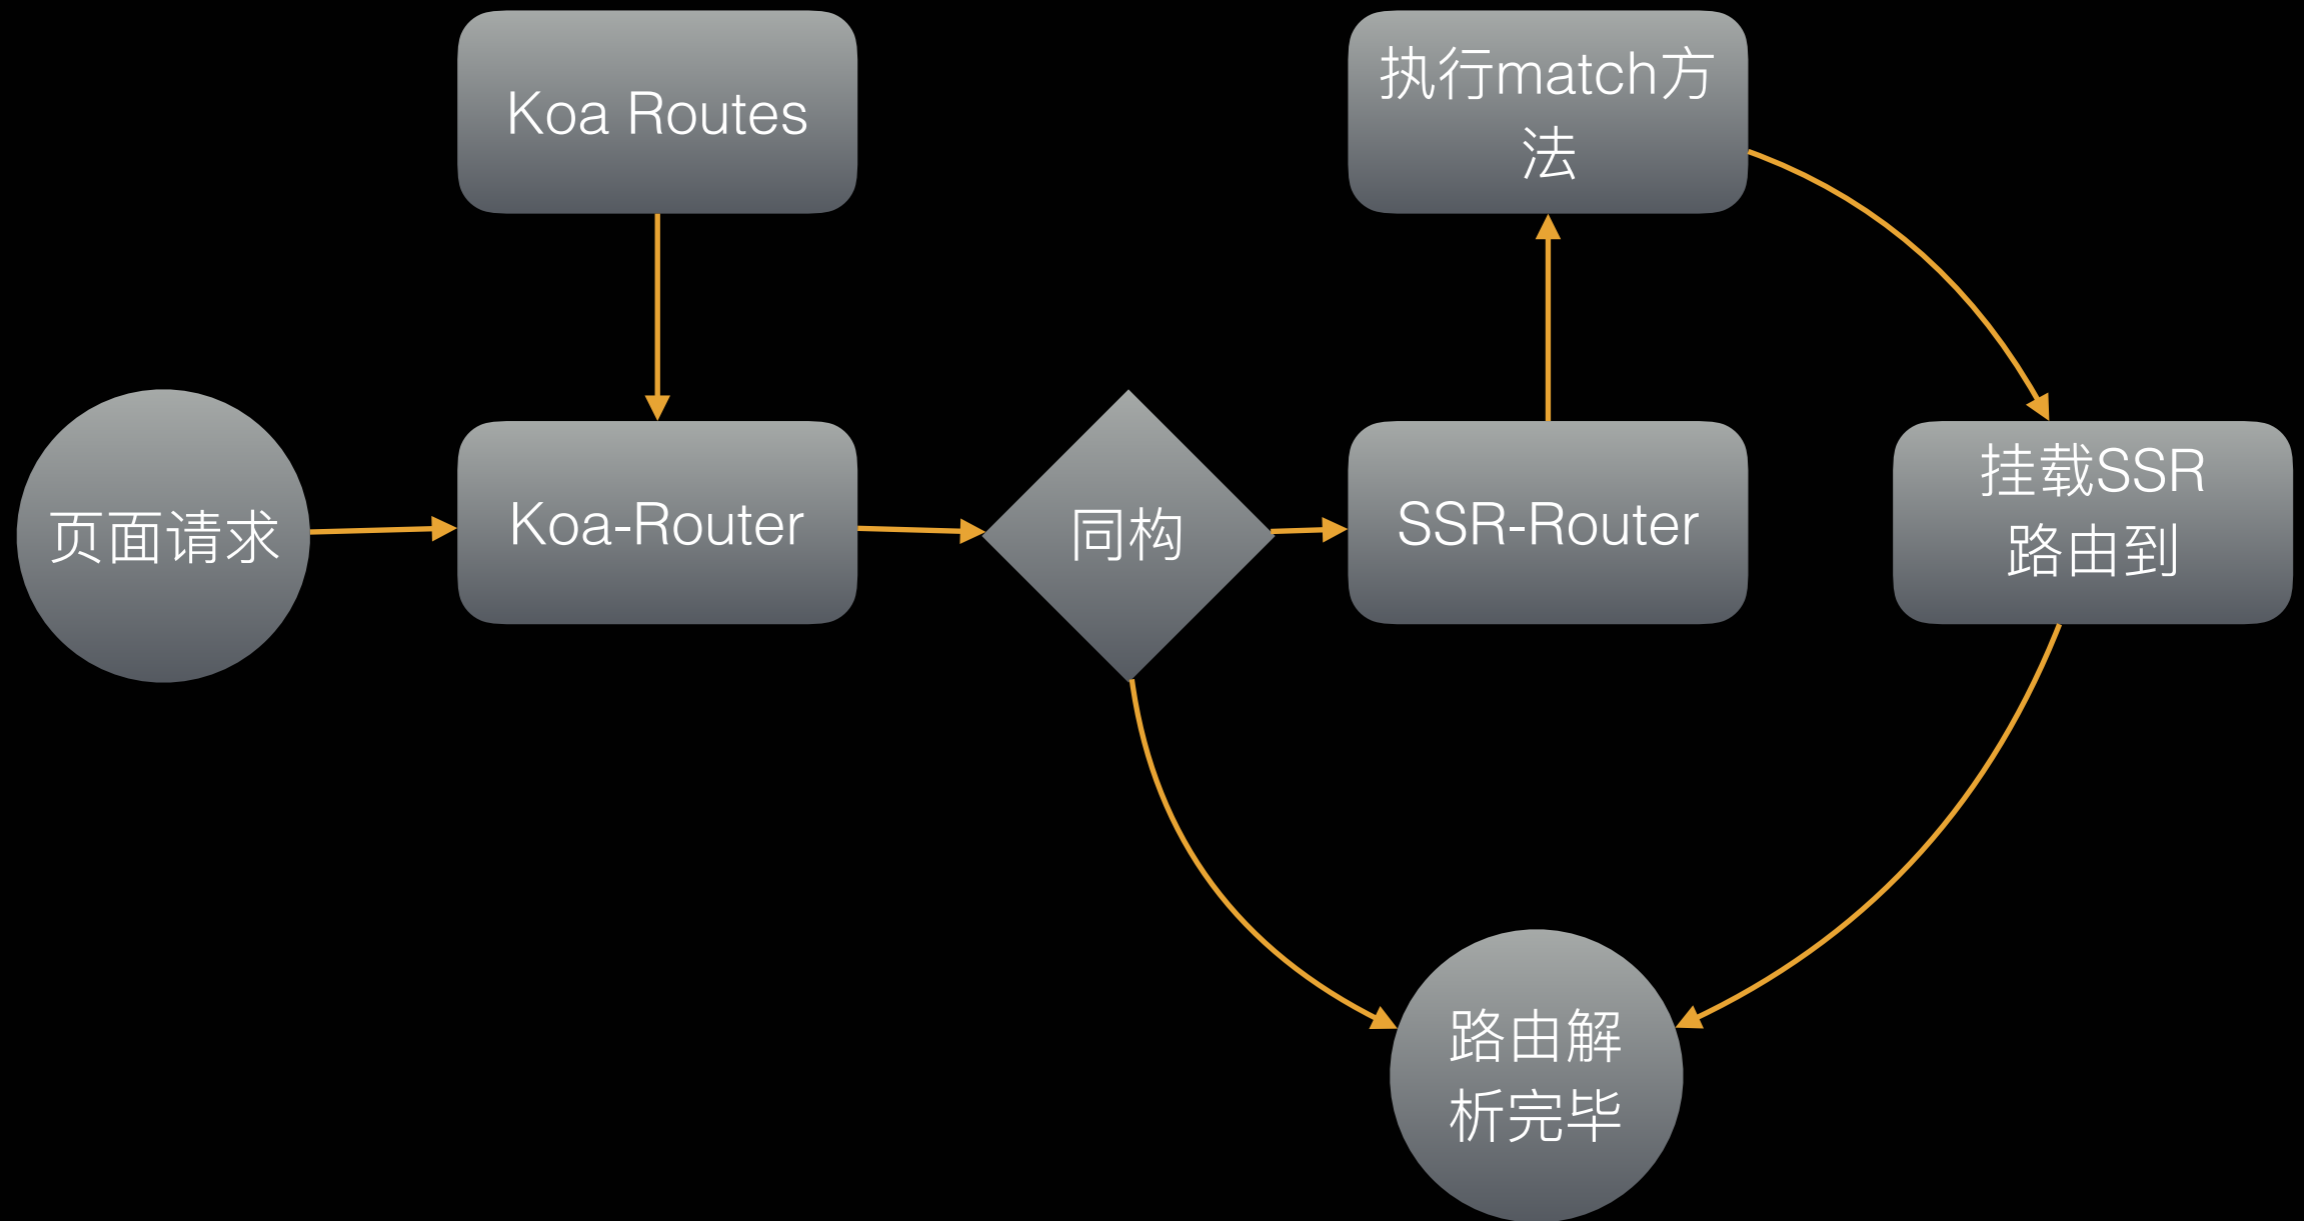 Koa Routes
执行match方
法
页面请求
Koa-Router
同构
SSR-Router
挂载SSR
路由到
路由解
析完毕